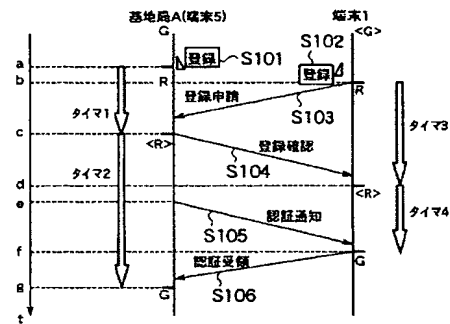 基地局A(端末5) 端末1
G <G>
S102
登録 S101
a
登録
b R R
登録申請 S103
タイマ1
c
<R> 登録確認
タイマ3
S104
タイマ2
d <R>
e
認証通知 タイマ4
S105
f G
認証受領
g G S106
t